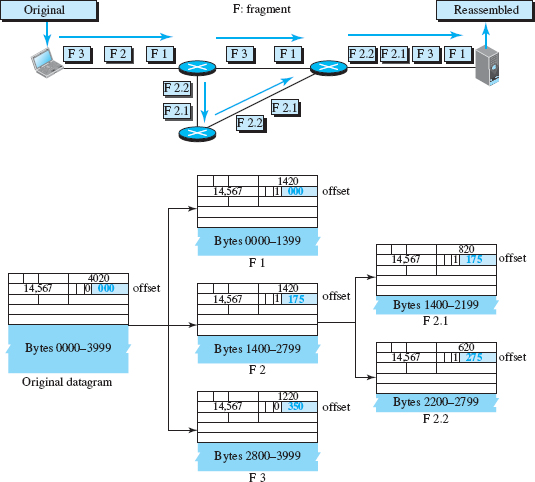 Original
F: fragment
Reassembled
F 3
F 2
F 1
F 3
F 1
F 2.2
F 2.1
F 3
F 1
F 2.2
F 2.1
F 2.2
F 2.1
1420
14,567
1
000
offset
Bytes 0000–1399
F 1
4020
14,567
0
000
offset
Bytes 0000–3999
Original datagram
1420
14,567
1
175
offset
Bytes 1400–2799
F 2
820
14,567
1
175
offset
Bytes 1400–2199
F 2.1
620
14,567
1
275
offset
Bytes 2200–2799
F 2.2
1220
14,567
0
350
offset
Bytes 2800–3999
F 3